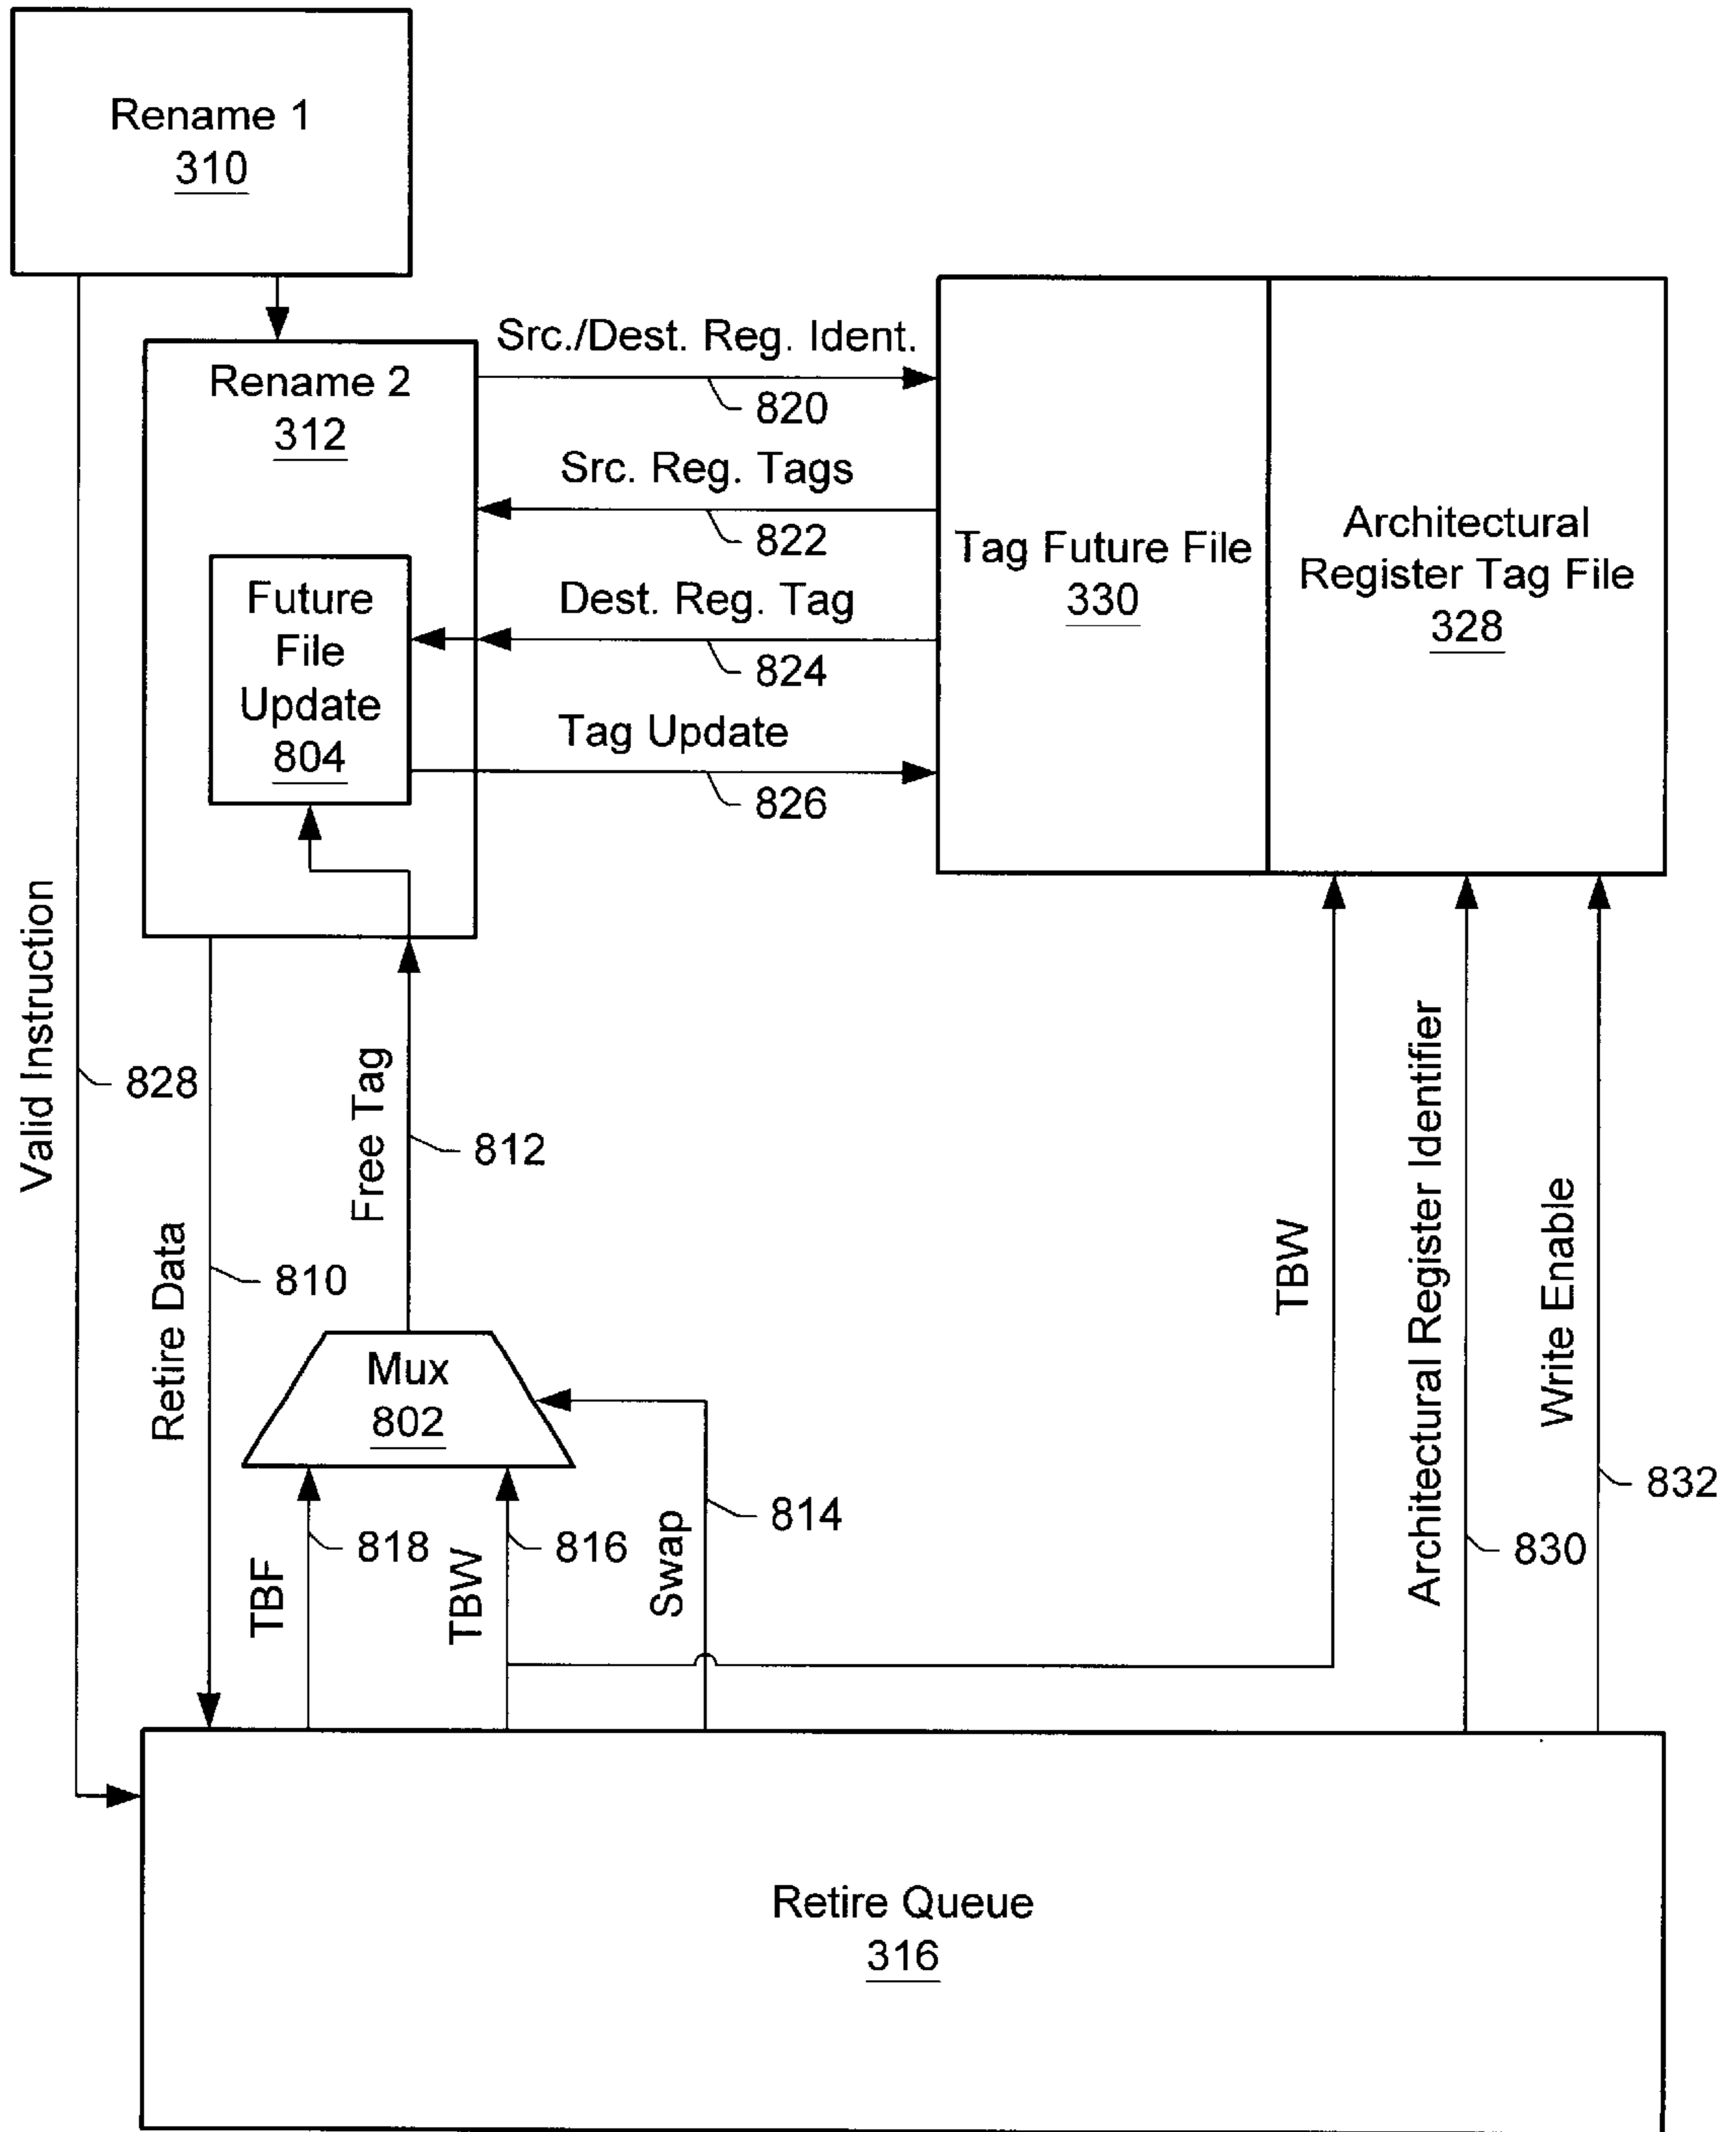 Rename 1
310
Rename 2
312
Src./Dest. Reg. Ident.
820
Src. Reg. Tags
822
Dest. Reg. Tag
824
Tag Update
826
Future
File
Update
804
Tag Future File
330
Architectural
Register Tag File
328
Valid Instruction
828
Retire Data
810
Free Tag
812
Mux
802
TBF
818
TBW
816
Swap
814
TBW
Architectural Register Identifier
830
Write Enable
832
Retire Queue
316